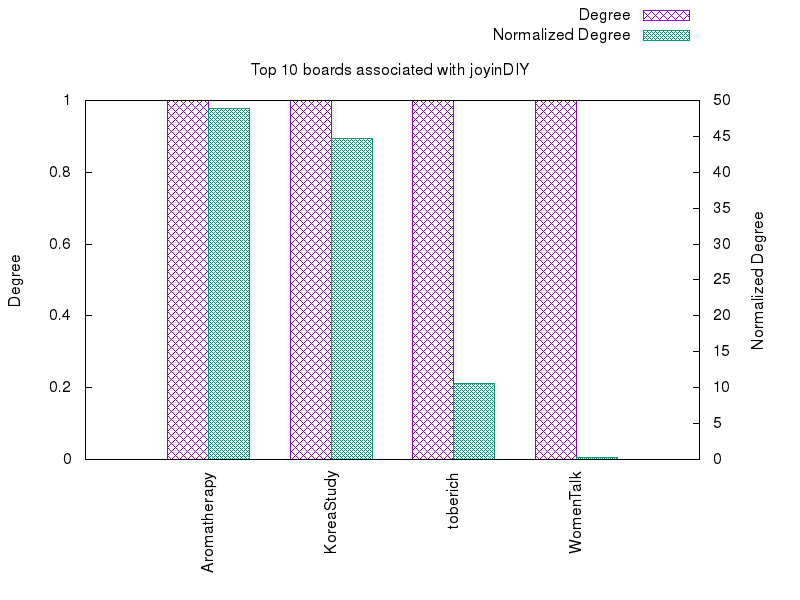 Degree
Normalized Degree
Top 10 boards associated with joyinDIY
1
0.8
0.6
0.4
0.2
0
Degree
50
45
40
35
30
25
20
15
10
5
0
Normalized Degree
Aromatherapy
KoreaStudy
toberich
WomenTalk